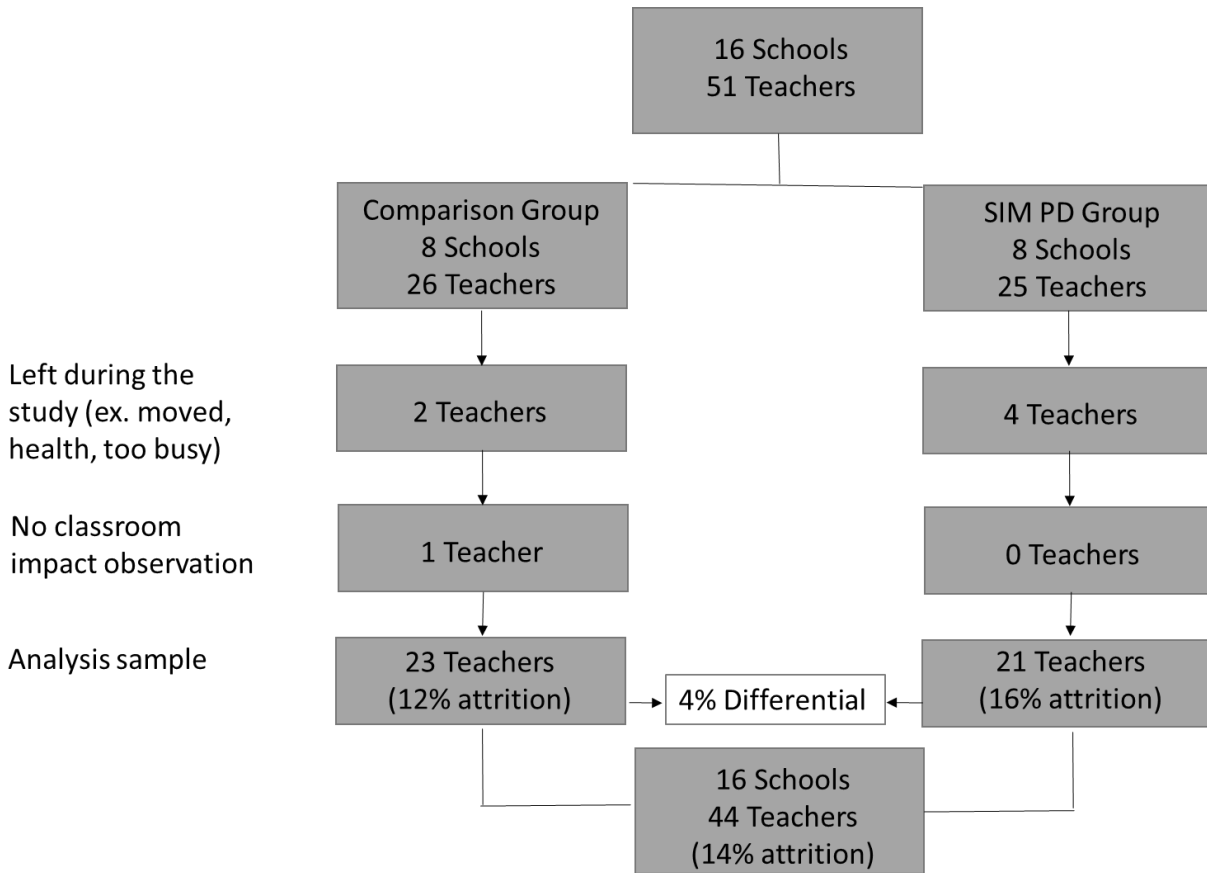 16 Schools
51 Teachers
Comparison Group
8 Schools
26 Teachers
SIM PD Group
8 Schools
25 Teachers
Left during the
study (ex. moved,
health, too busy)
2 Teachers
4 Teachers
No classroom
impact observation
1 Teacher
0 Teachers
Analysis sample
23 Teachers
(12% attrition)
4% Differential
21 Teachers
(16% attrition)
16 Schools
44 Teachers
(14% attrition)